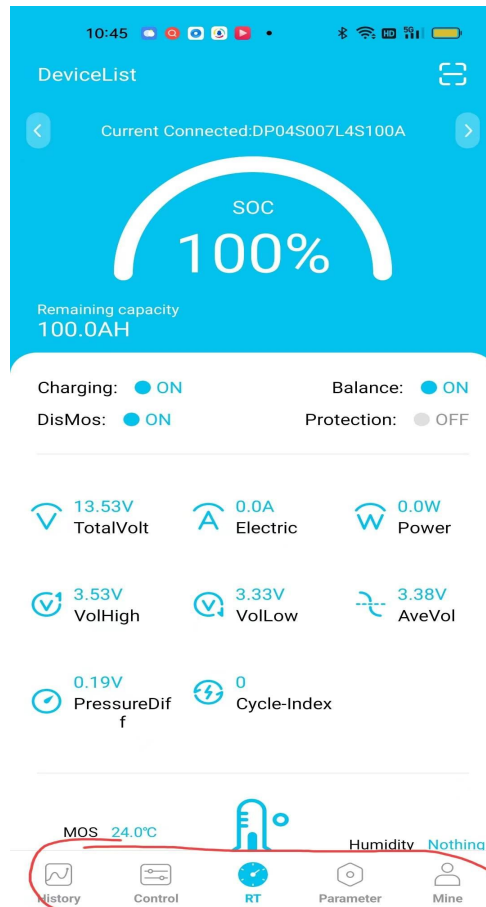 10:45
HD 5G
DeviceList
Current Connected:DP04S007L4S100A
SOC
100%
Remaining capacity
100.0AH
Charging: ON Balance: ON
DisMos: ON Protection: OFF
13.53V 0.0A 0.0W
TotalVolt Electric Power
3.53V 3.33V 3.38V
VolHigh VolLow AveVol
0.19V 0
PressureDif Cycle-Index
f
MOS 24.0℃
Humidity Nothing
History Control RT Parameter Mine